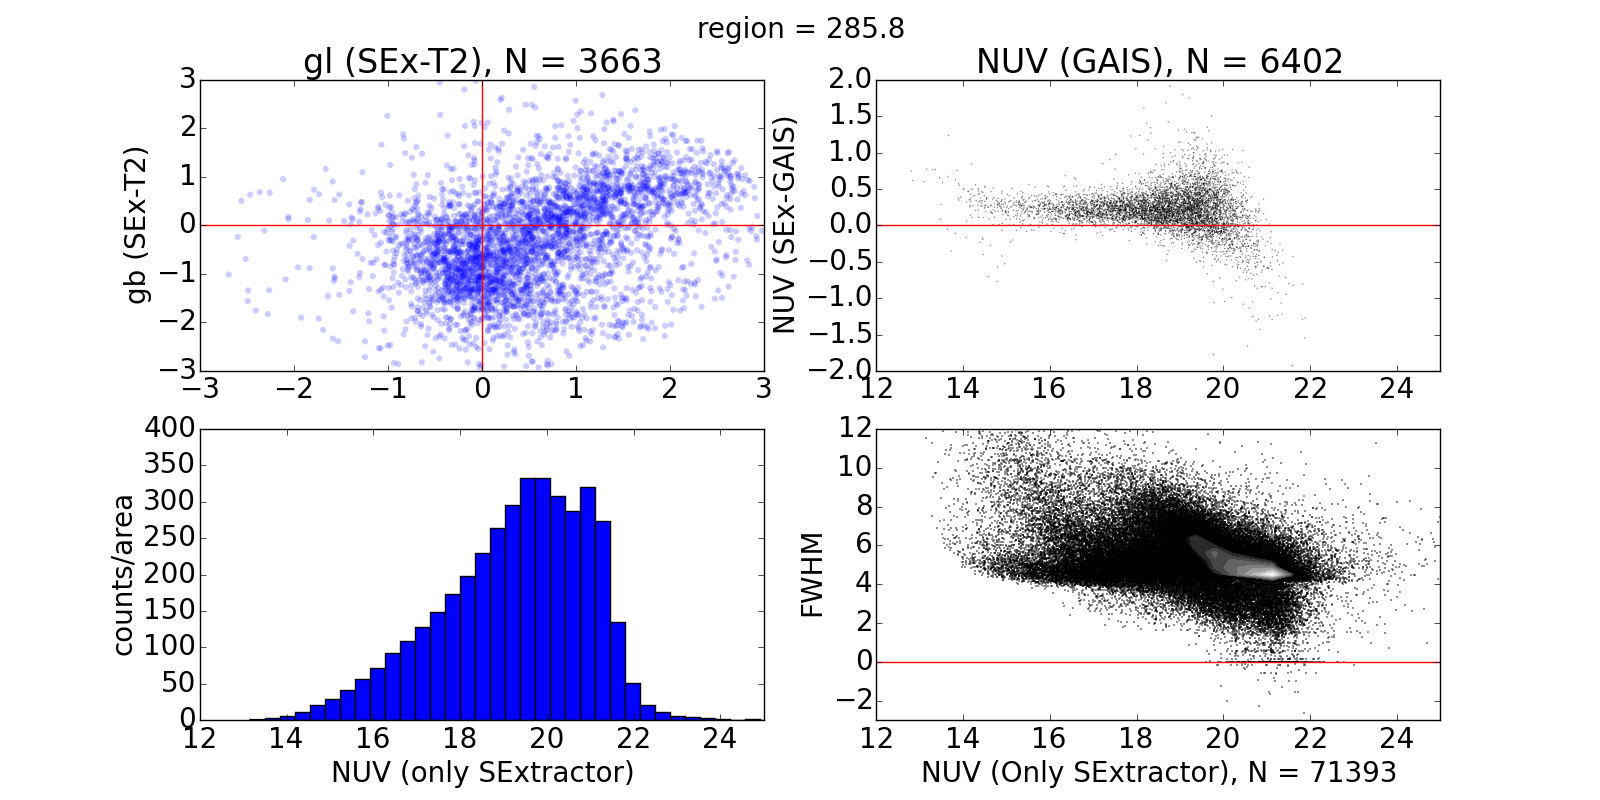 region = 285.8
gl (SEx-T2), N = 3663
gb (SEx-T2)
3
2
1
0
−1
−2
−3
−3 −2 −1 0 1 2 3
NUV (GAIS), N = 6402
NUV (SEx-GAIS)
2.0
1.5
1.0
0.5
0.0
−0.5
−1.0
−1.5
−2.0
12 14 16 18 20 22 24
counts/area
400
350
300
250
200
150
100
50
0
12 14 16 18 20 22 24
NUV (only SExtractor)
FWHM
12
10
8
6
4
2
0
−2
12 14 16 18 20 22 24
NUV (Only SExtractor), N = 71393